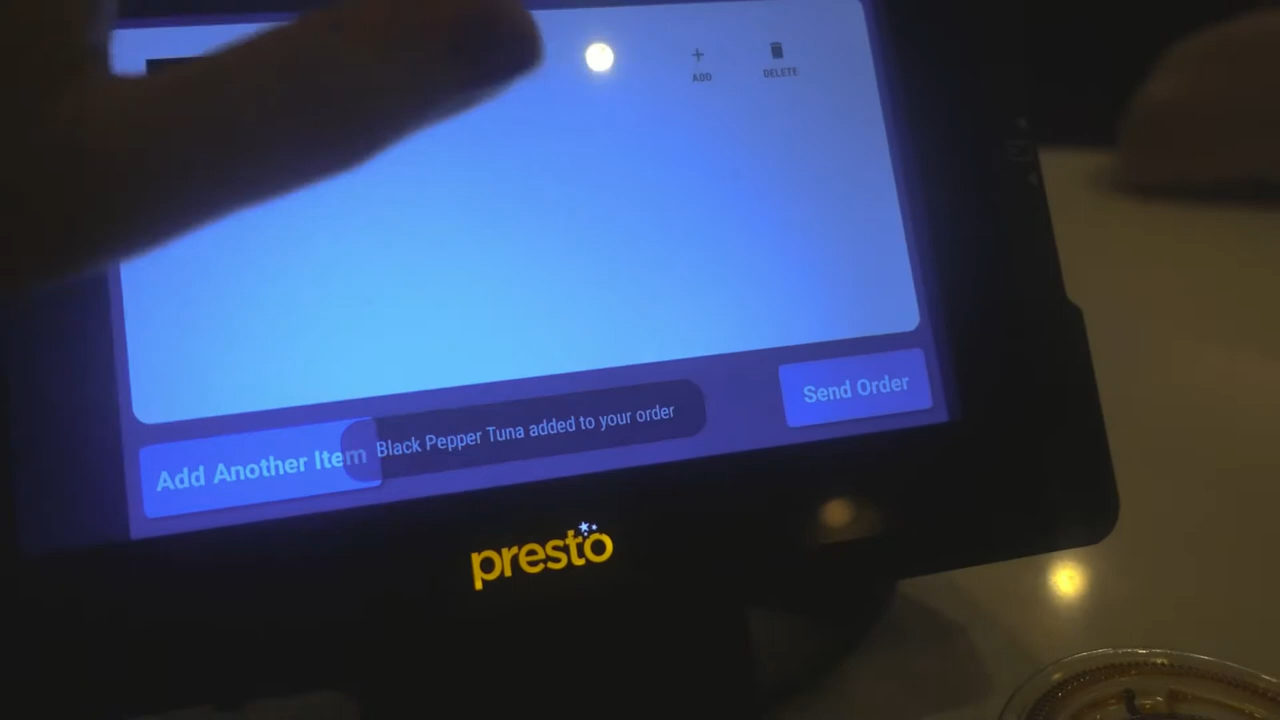 ADD
DELETE
Black Pepper Tuna added to your order
Send Order
Add Another Item
presto